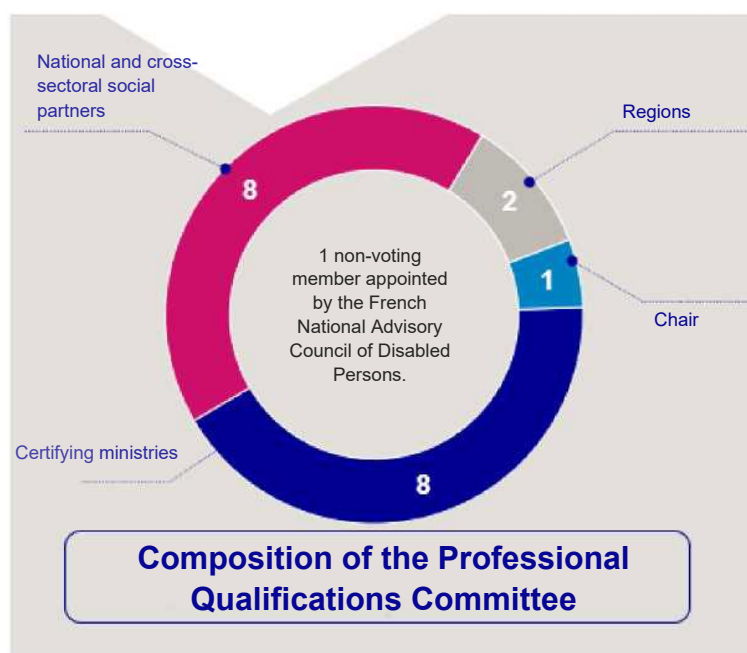 National and cross-
sectoral social
partners
Regions
8
2
1 non-voting
member appointed
by the French
National Advisory
Council of Disabled
Persons.
1
Chair
Certifying ministries
8
Composition of the Professional
Qualifications Committee